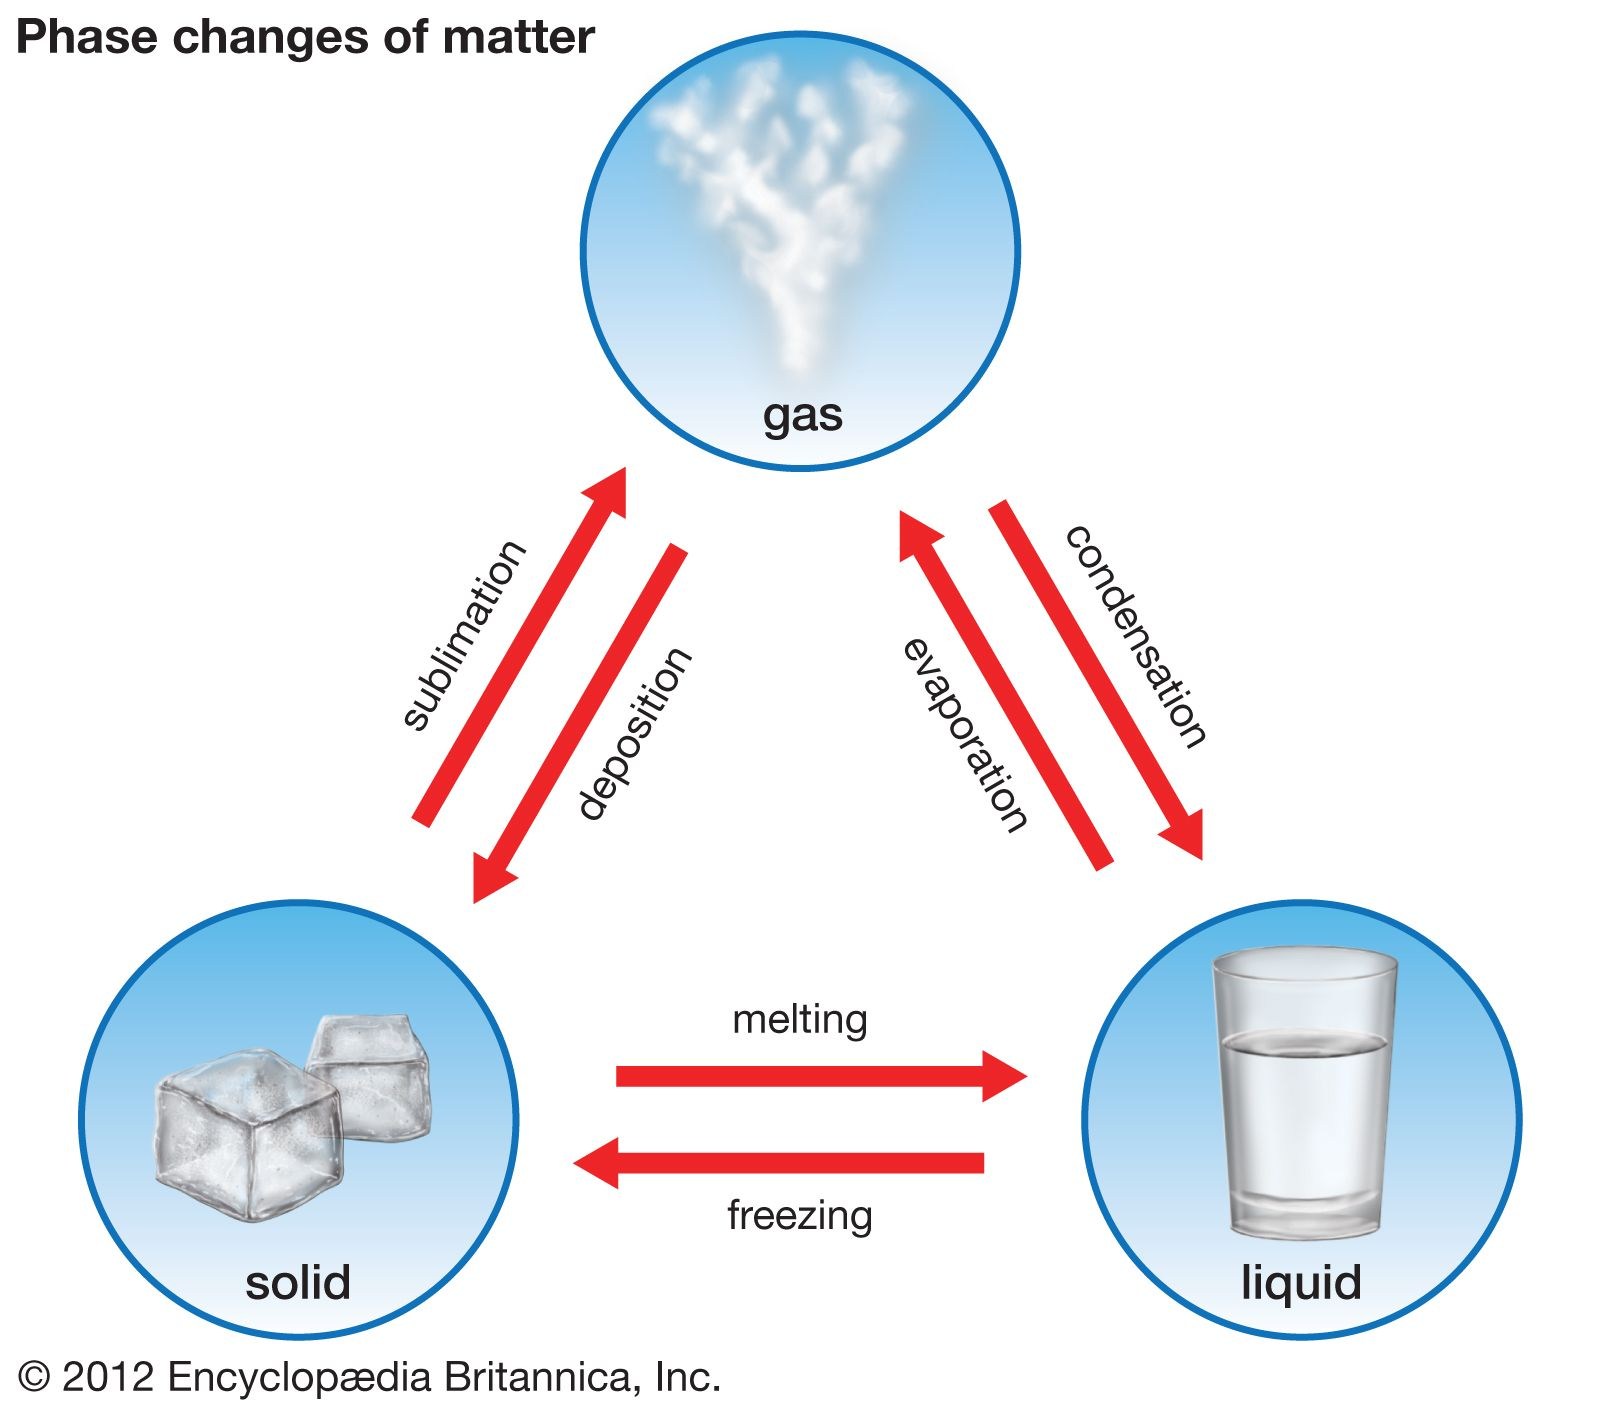 Phase changes of matter
gas
sublimation
deposition
evaporation
condensation
melting
freezing
solid
liquid
© 2012 Encyclopædia Britannica, Inc.